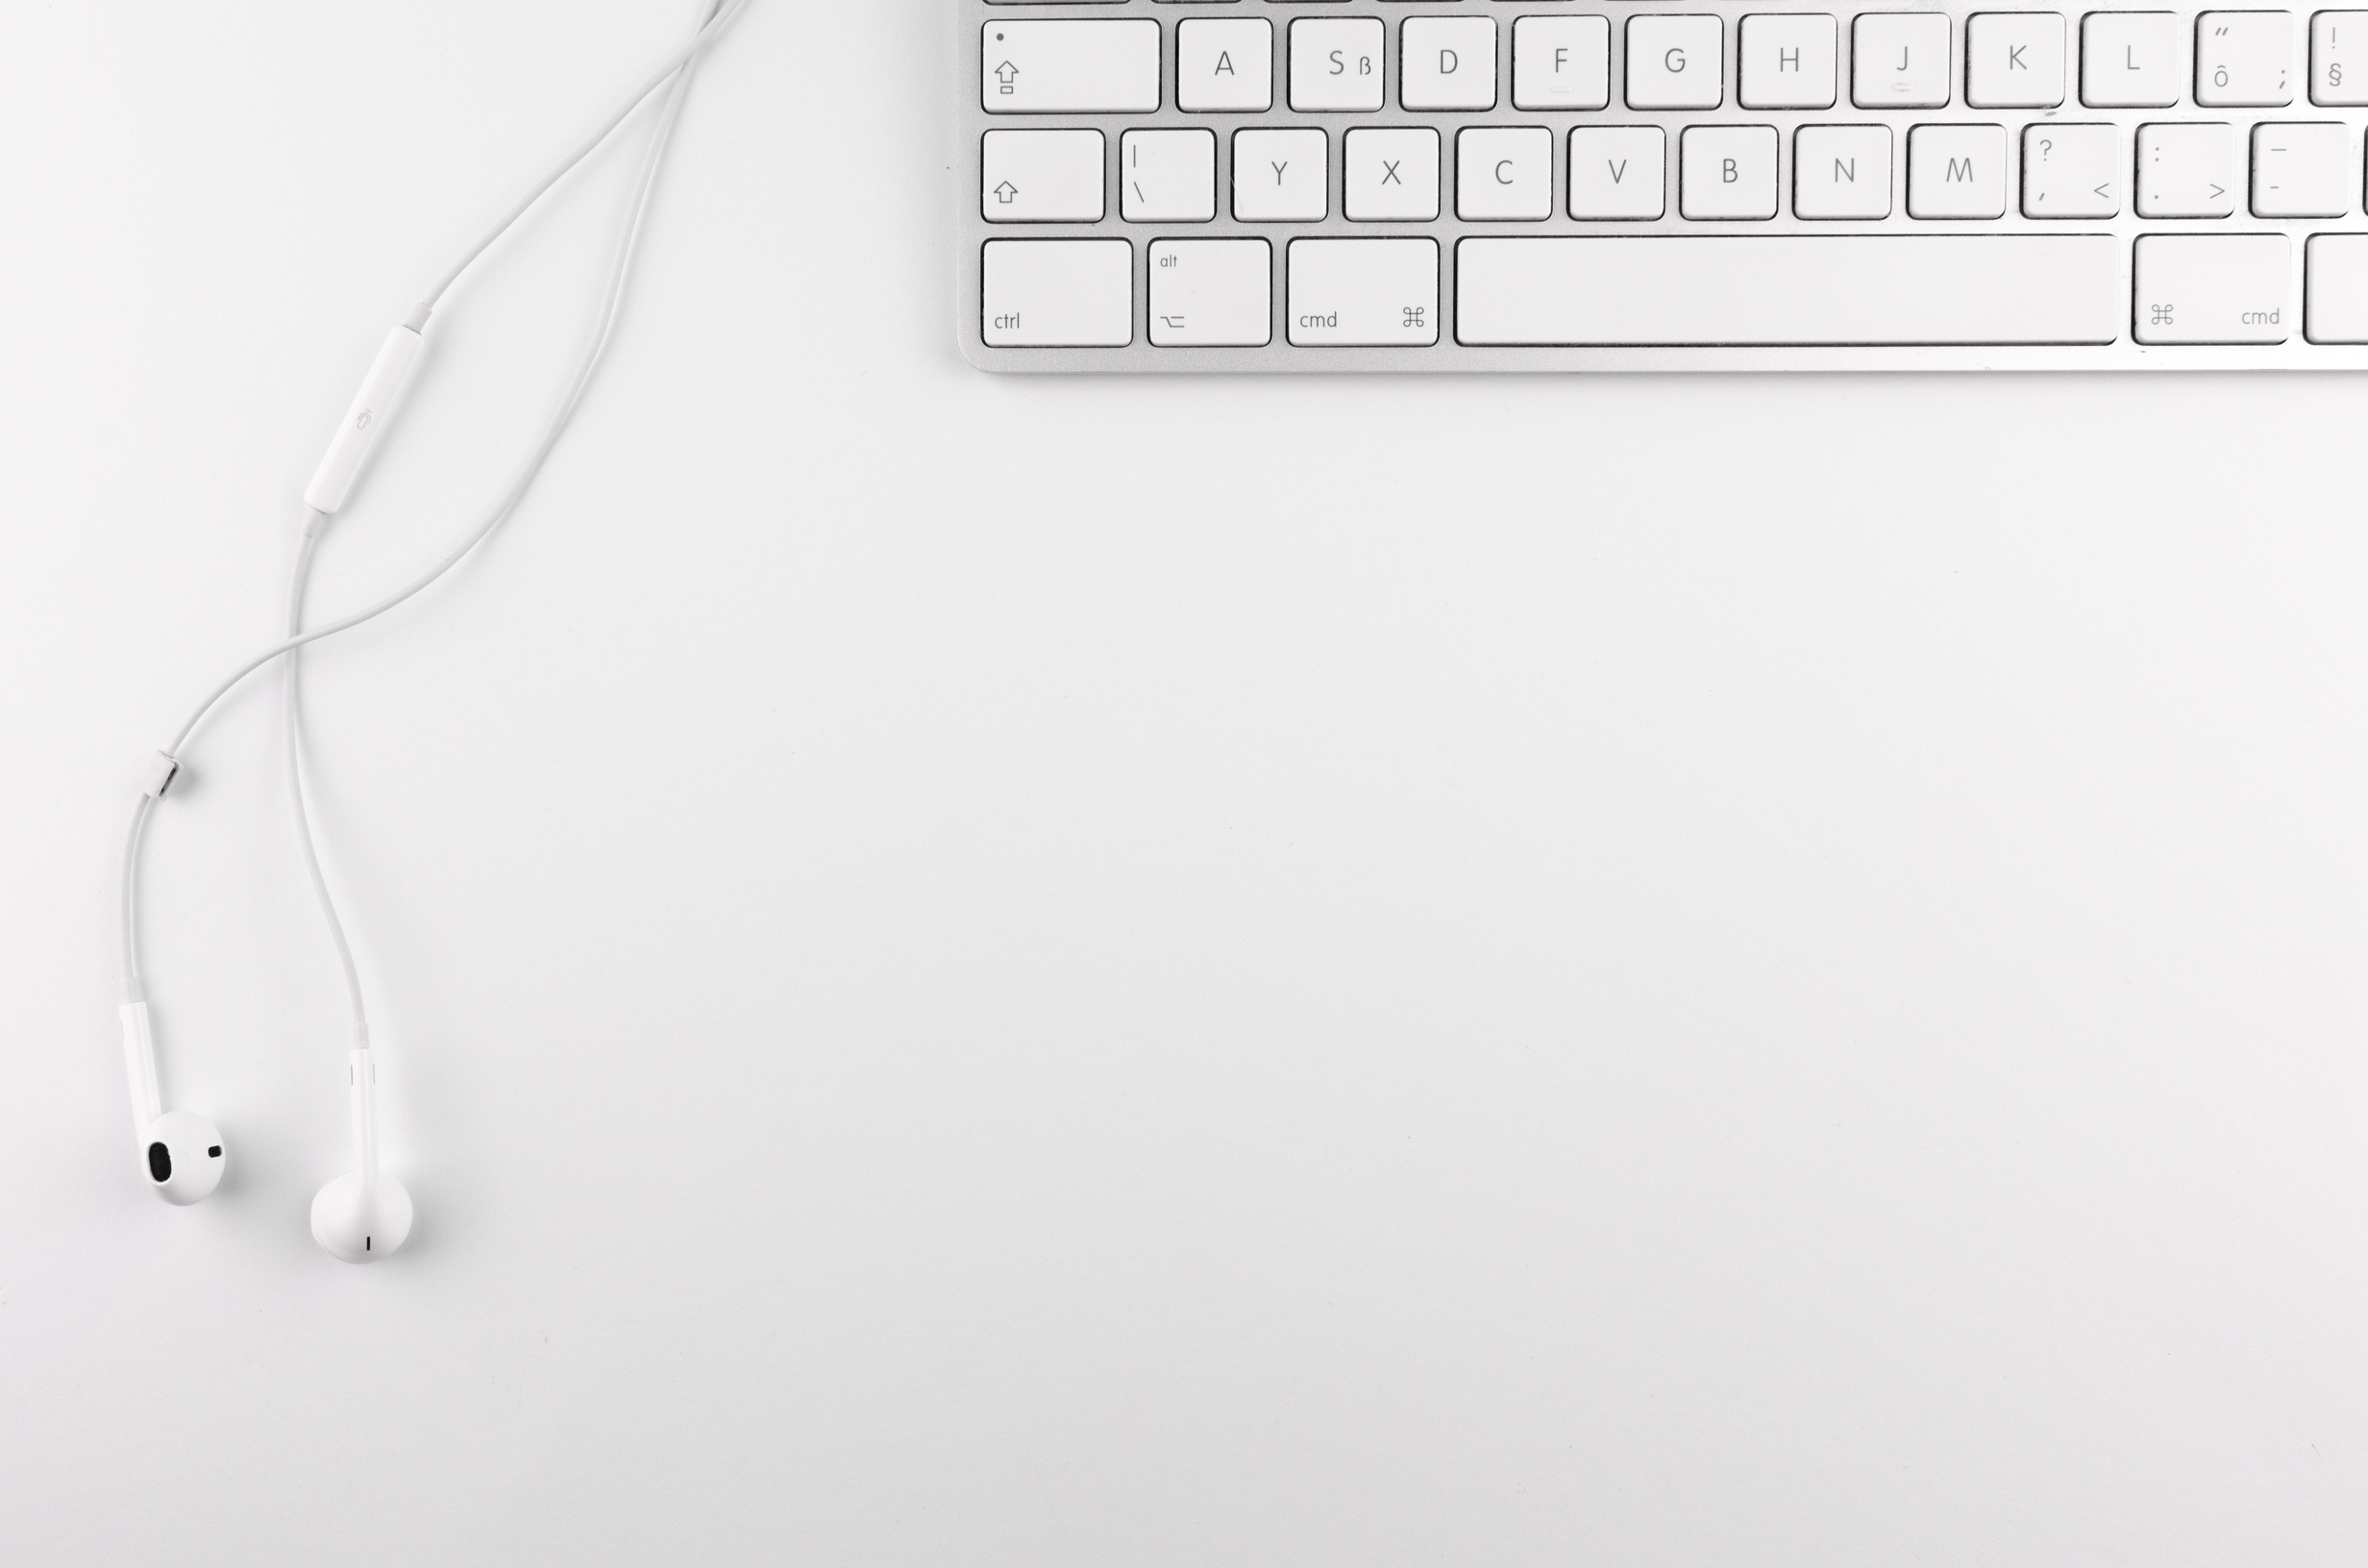 A S ß D F G H J K L " ô ; ! §
| \ Y X C V B N M ? , < : . > – -
ctrl alt ⌥ cmd ⌘ ⌘ cmd